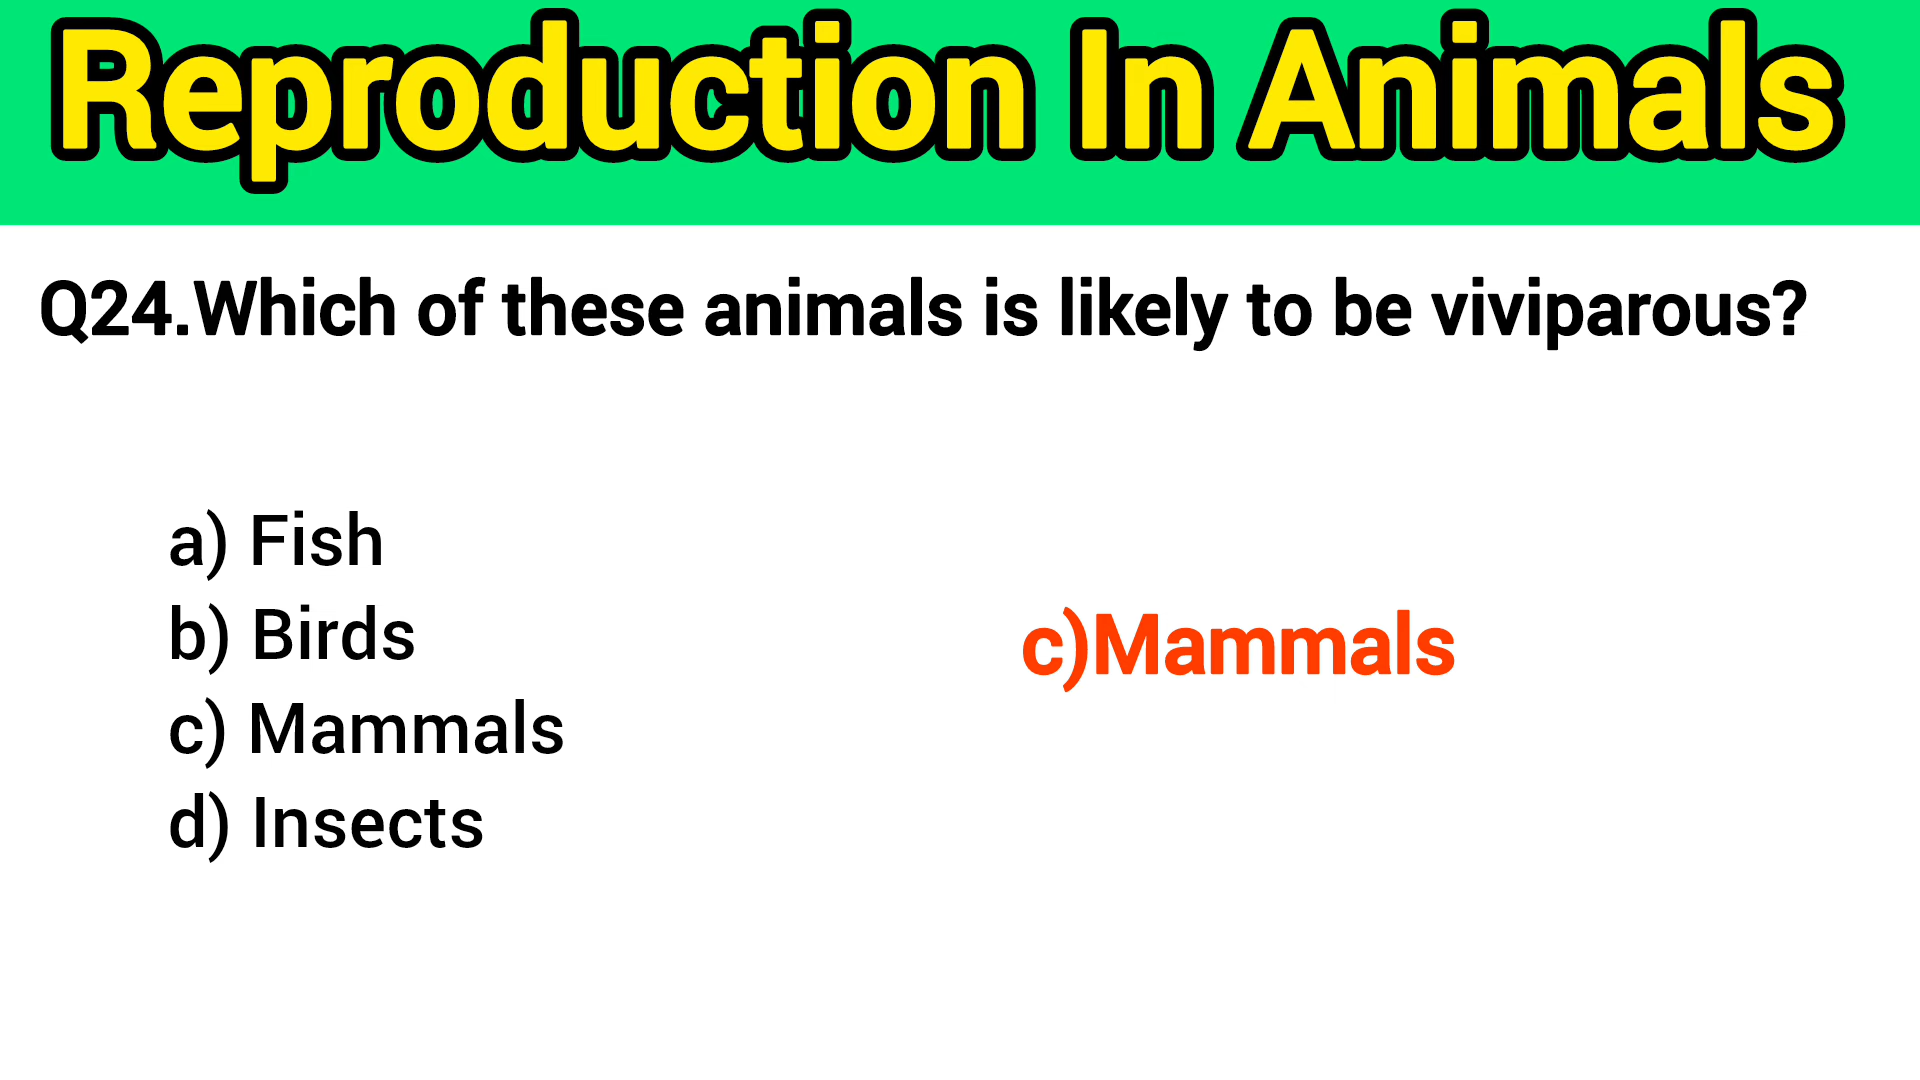 Reproduction In Animals
Q24.Which of these animals is likely to be viviparous?
a) Fish
b) Birds
c) Mammals
d) Insects
c)Mammals